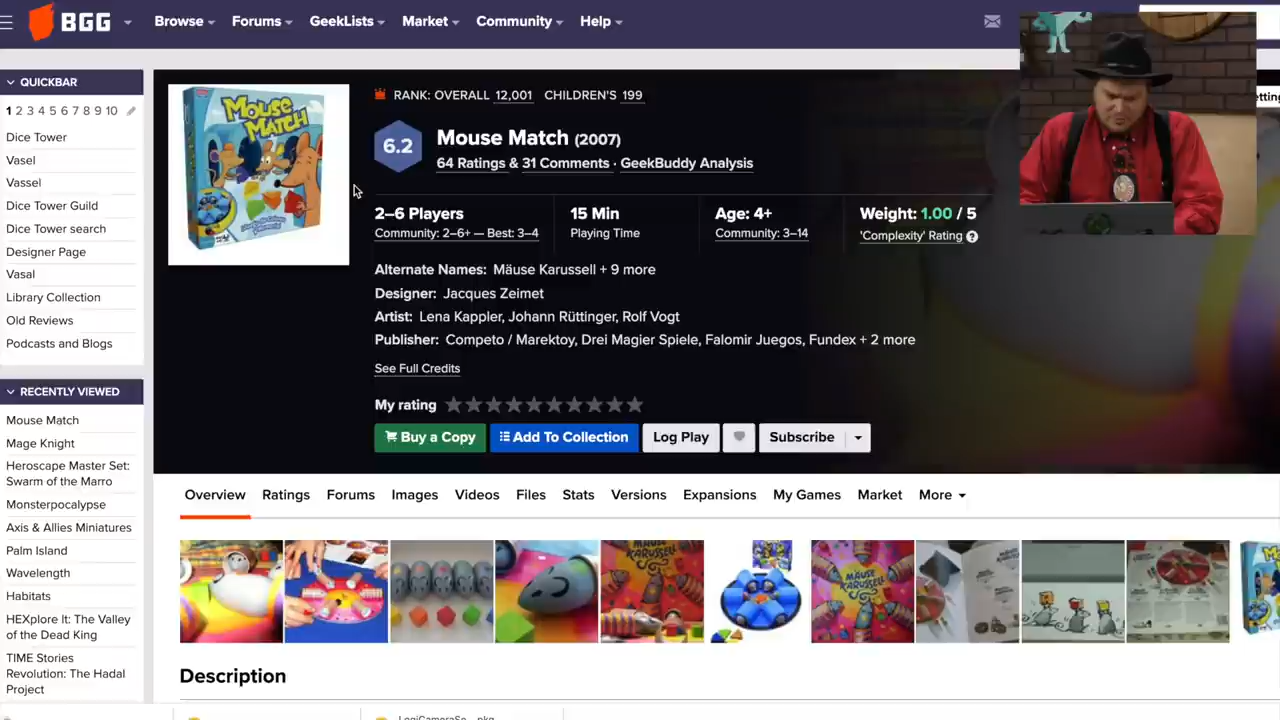 BGG
Browse
Forums
GeekLists
Market
Community
Help
QUICKBAR
1 2 3 4 5 6 7 8 9 10
Dice Tower
Vasel
Vassel
Dice Tower Guild
Dice Tower search
Designer Page
Vasal
Library Collection
Old Reviews
Podcasts and Blogs
RECENTLY VIEWED
Mouse Match
Mage Knight
Heroscape Master Set:
Swarm of the Marro
Monsterpocalypse
Axis & Allies Miniatures
Palm Island
Wavelength
Habitats
HEXplore It: The Valley
of the Dead King
TIME Stories
Revolution: The Hadal
Project
MOUSE
MATCH
RANK: OVERALL 12,001 CHILDREN'S 199
6.2
Mouse Match (2007)
64 Ratings & 31 Comments · GeekBuddy Analysis
2–6 Players
Community: 2–6+ — Best: 3–4
15 Min
Playing Time
Age: 4+
Community: 3–14
Weight: 1.00 / 5
'Complexity' Rating
Alternate Names: Mäuse Karussell + 9 more
Designer: Jacques Zeimet
Artist: Lena Kappler, Johann Rüttinger, Rolf Vogt
Publisher: Competo / Marektoy, Drei Magier Spiele, Falomir Juegos, Fundex + 2 more
See Full Credits
My rating
Buy a Copy
Add To Collection
Log Play
Subscribe
Overview
Ratings
Forums
Images
Videos
Files
Stats
Versions
Expansions
My Games
Market
More
MÄUSE
KARUSSELL
Description